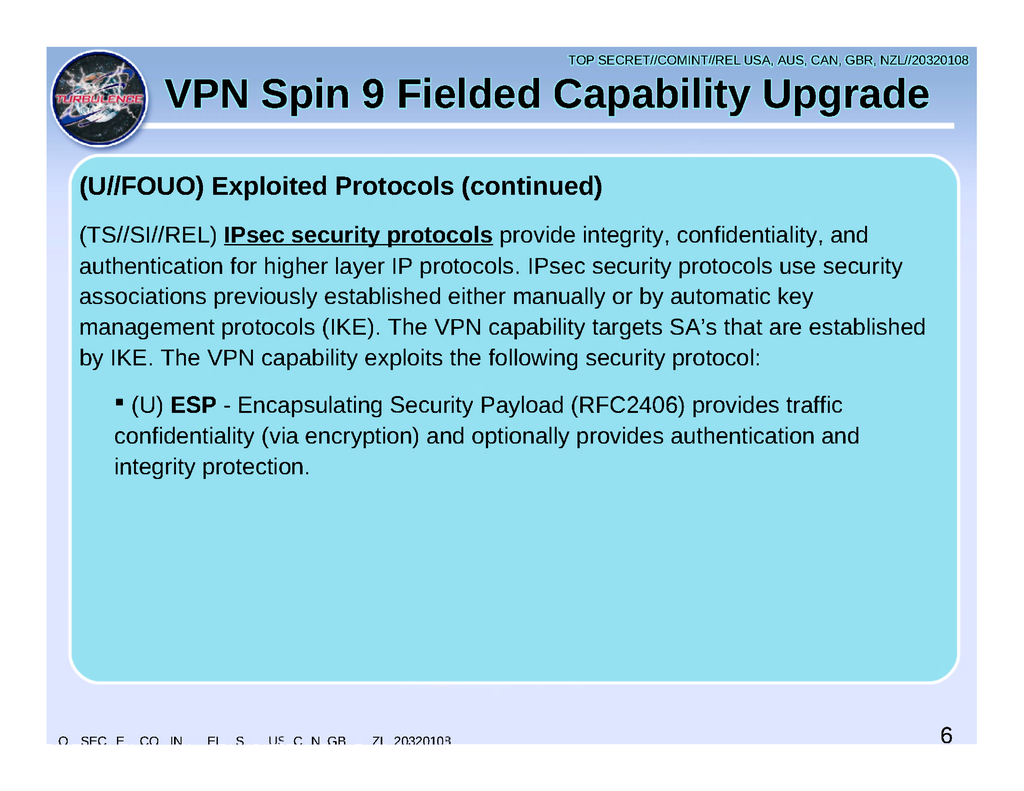 TOP SECRET//COMINT//REL USA, AUS, CAN, GBR, NZL//20320108
TURBULENCE
VPN Spin 9 Fielded Capability Upgrade
(U//FOUO) Exploited Protocols (continued)
(TS//SI//REL) IPsec security protocols provide integrity, confidentiality, and
authentication for higher layer IP protocols. IPsec security protocols use security
associations previously established either manually or by automatic key
management protocols (IKE). The VPN capability targets SA’s that are established
by IKE. The VPN capability exploits the following security protocol:
▪ (U) ESP - Encapsulating Security Payload (RFC2406) provides traffic
confidentiality (via encryption) and optionally provides authentication and
integrity protection.
20320108
6